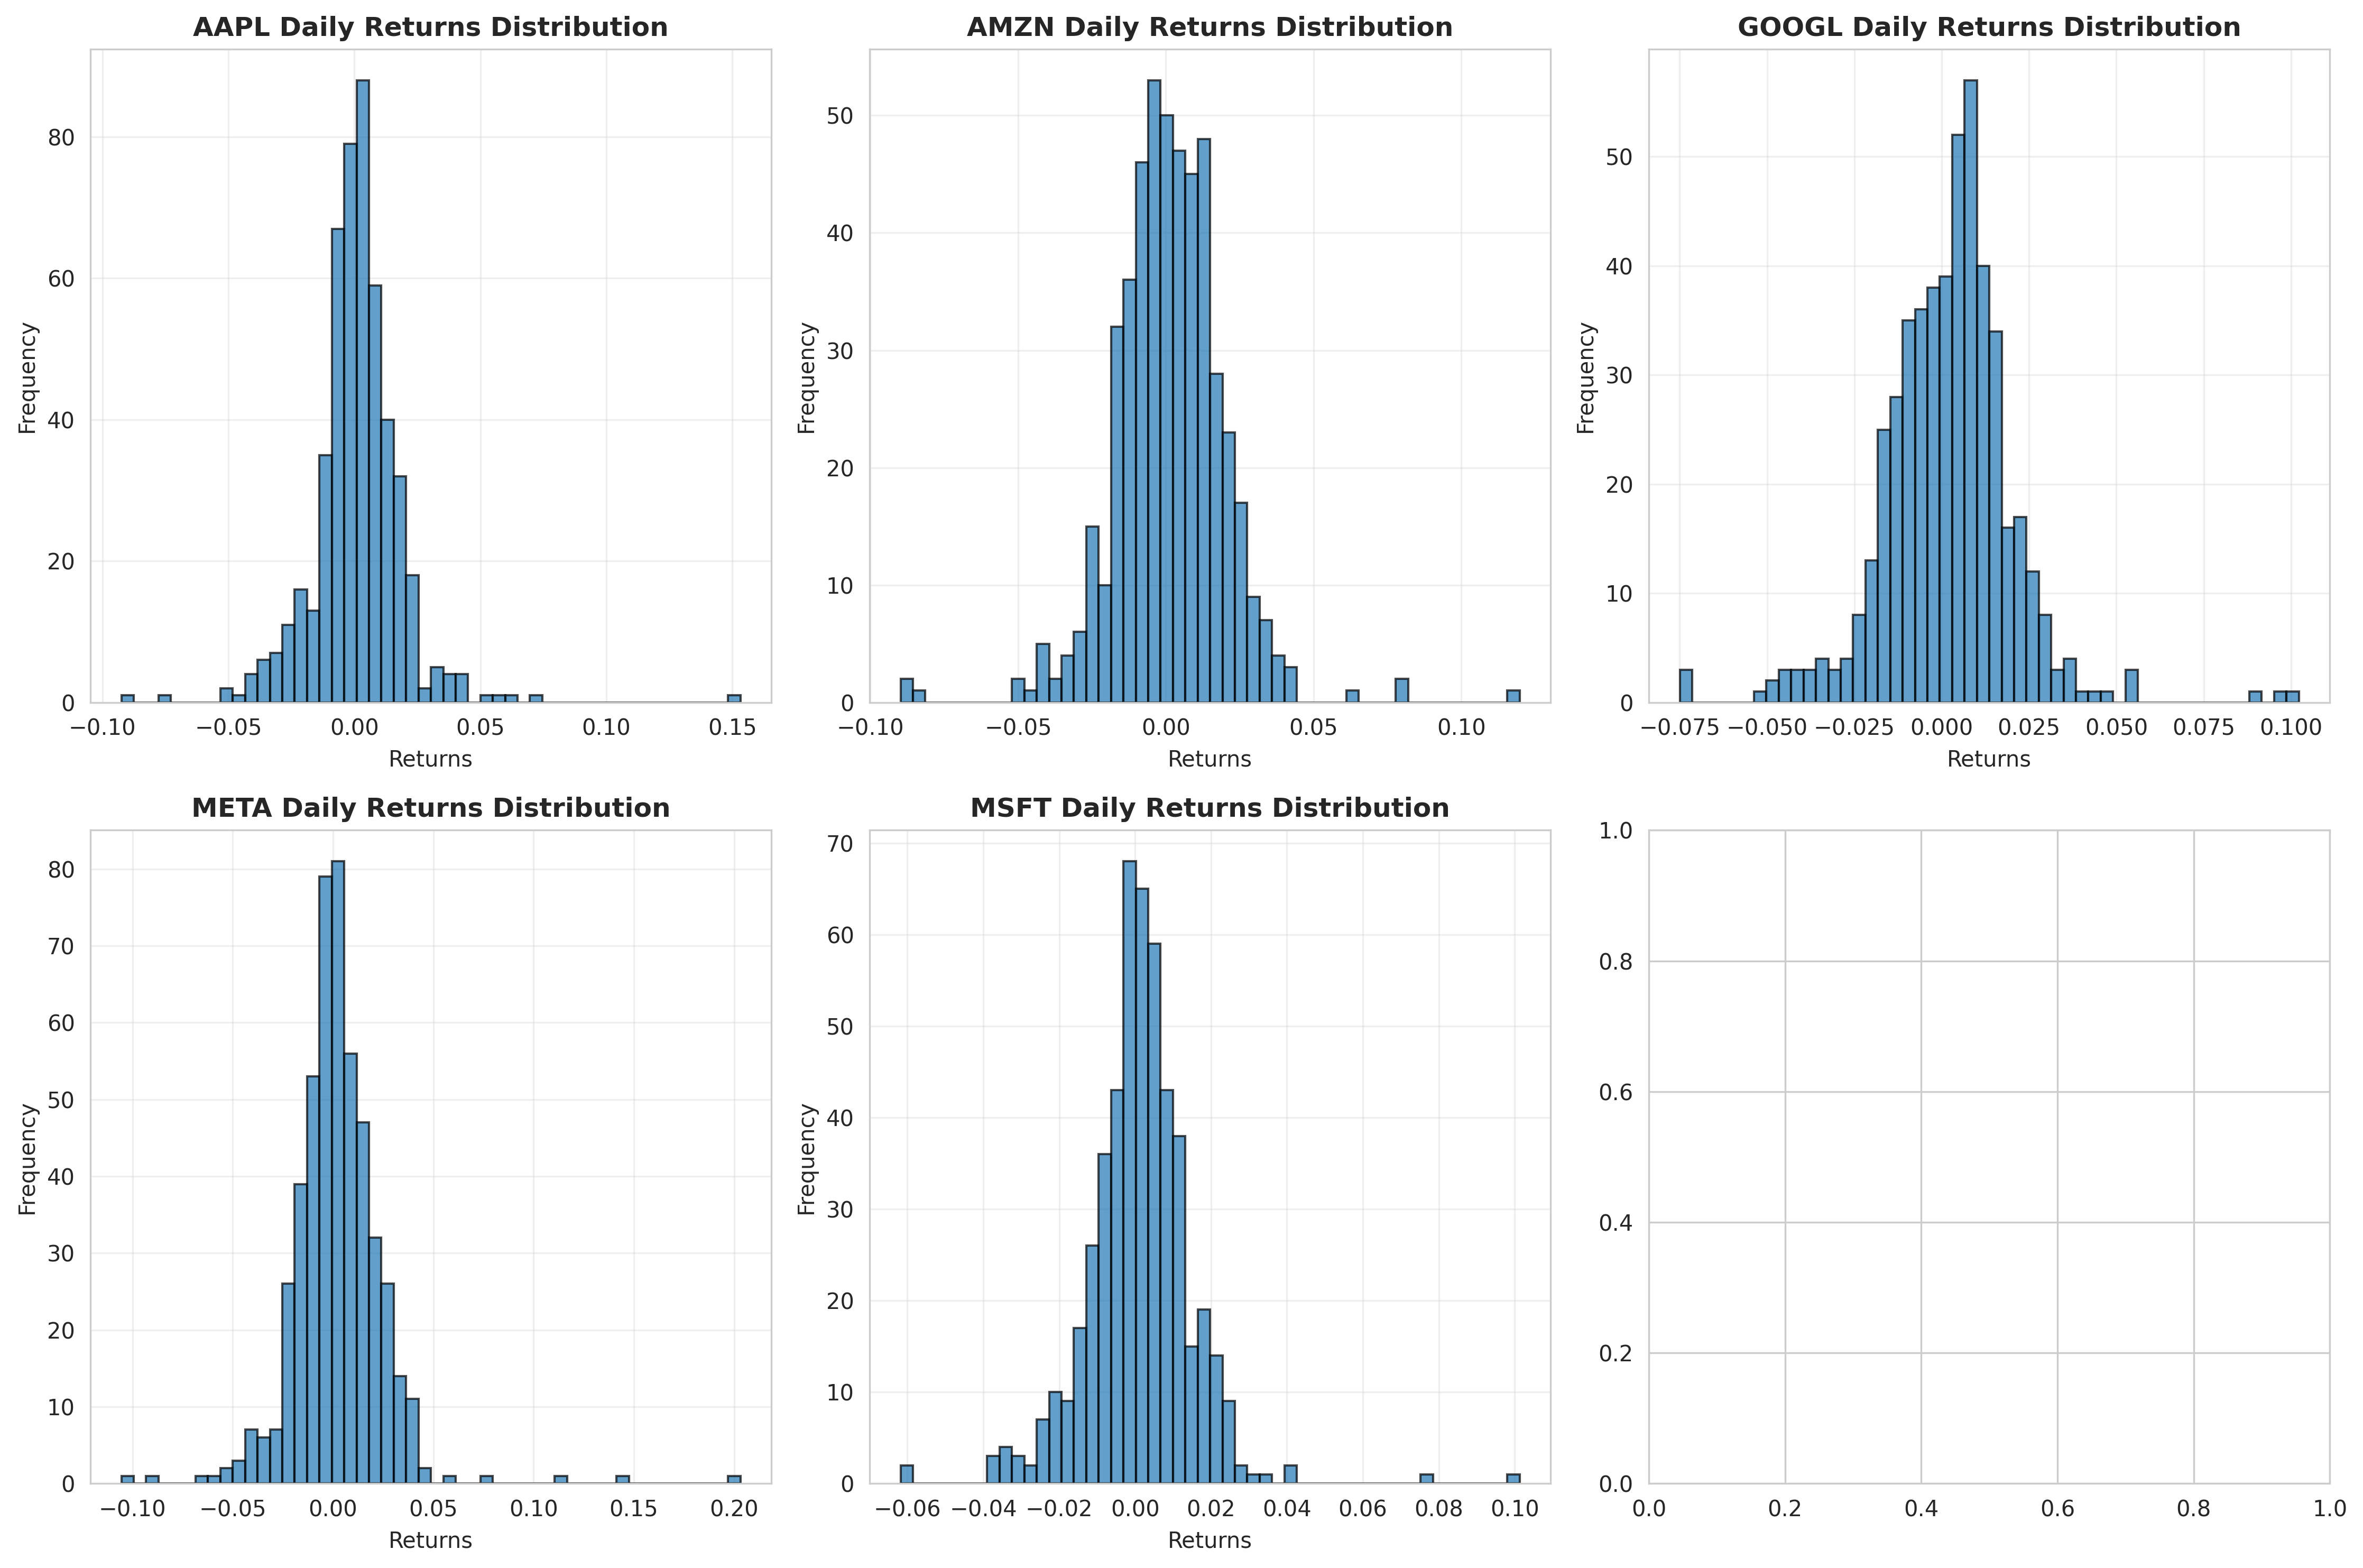 AAPL Daily Returns Distribution
Frequency
80
60
40
20
0
−0.10 −0.05 0.00 0.05 0.10 0.15
Returns
AMZN Daily Returns Distribution
Frequency
50
40
30
20
10
0
−0.10 −0.05 0.00 0.05 0.10
Returns
GOOGL Daily Returns Distribution
Frequency
50
40
30
20
10
0
−0.075 −0.050 −0.025 0.000 0.025 0.050 0.075 0.100
Returns
META Daily Returns Distribution
Frequency
80
70
60
50
40
30
20
10
0
−0.10 −0.05 0.00 0.05 0.10 0.15 0.20
Returns
MSFT Daily Returns Distribution
Frequency
70
60
50
40
30
20
10
0
−0.06 −0.04 −0.02 0.00 0.02 0.04 0.06 0.08 0.10
Returns
1.0
0.8
0.6
0.4
0.2
0.0
0.0 0.2 0.4 0.6 0.8 1.0